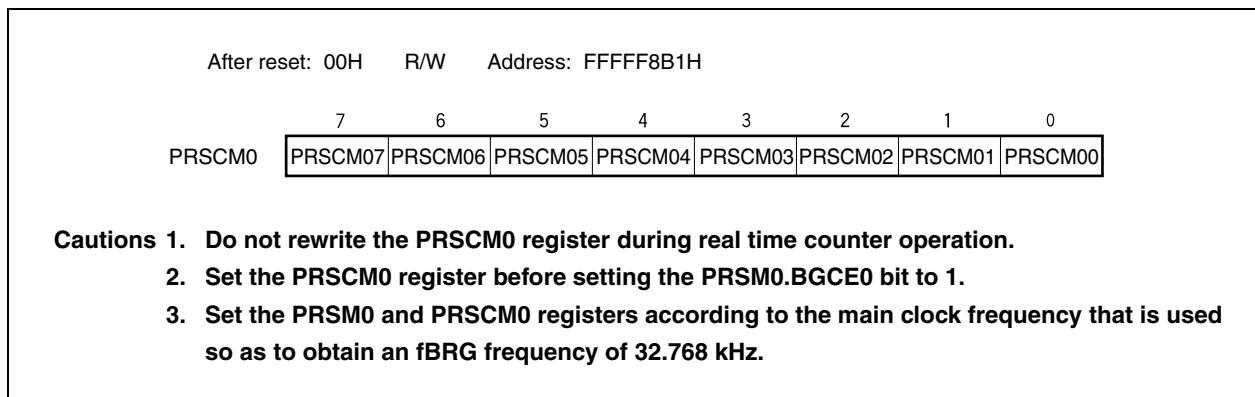 After reset: 00H R/W Address: FFFFF8B1H
7 6 5 4 3 2 1 0
PRSCM0 PRSCM07 PRSCM06 PRSCM05 PRSCM04 PRSCM03 PRSCM02 PRSCM01 PRSCM00
Cautions 1. Do not rewrite the PRSCM0 register during real time counter operation.
2. Set the PRSCM0 register before setting the PRSM0.BGCE0 bit to 1.
3. Set the PRSM0 and PRSCM0 registers according to the main clock frequency that is used
so as to obtain an fBRG frequency of 32.768 kHz.